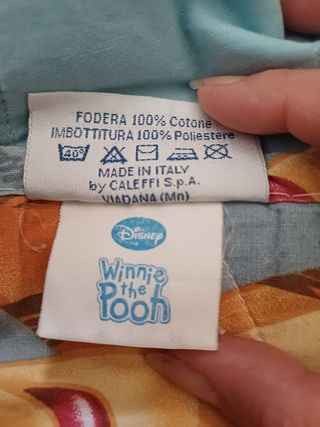 FODERA 100% Cotone
IMBOTTITURA 100% Poliestere
40°
MADE IN ITALY
by CALEFFI S.p.A.
VIADANA (Mn)
Disney
Winnie
the
Pooh